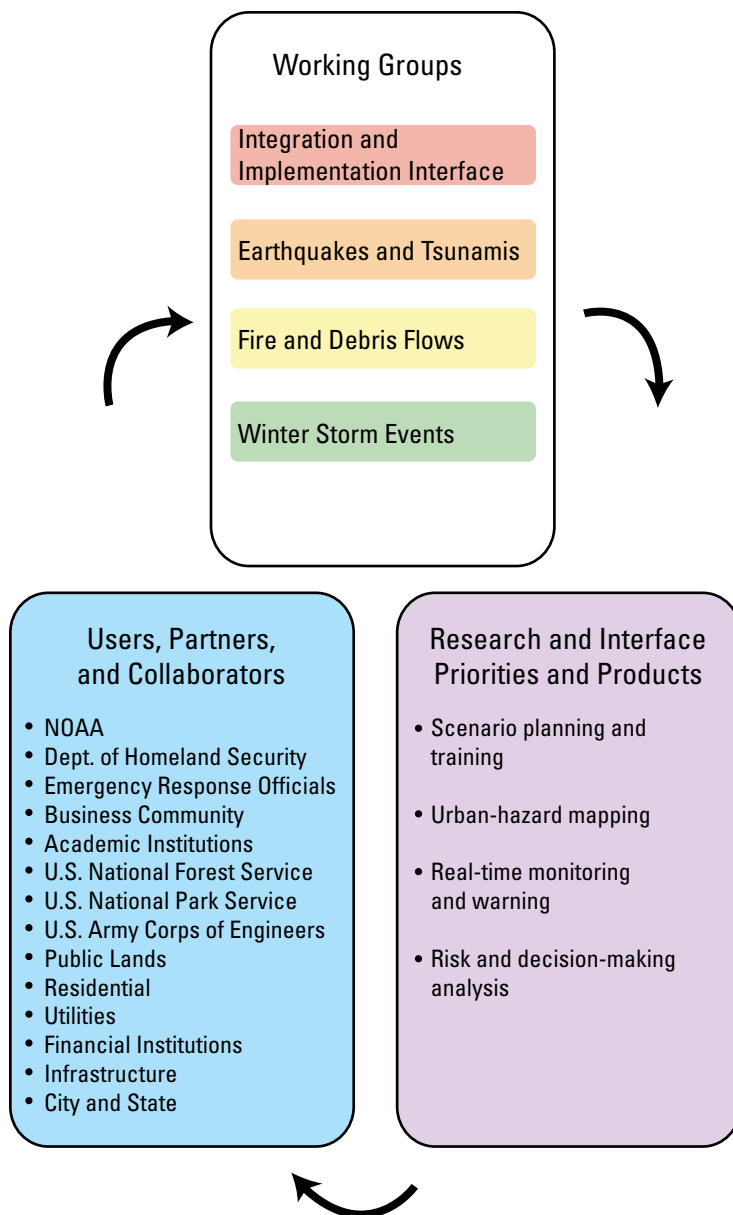 Working Groups
Integration and
Implementation Interface
Earthquakes and Tsunamis
Fire and Debris Flows
Winter Storm Events
Users, Partners,
and Collaborators
• NOAA
• Dept. of Homeland Security
• Emergency Response Officials
• Business Community
• Academic Institutions
• U.S. National Forest Service
• U.S. National Park Service
• U.S. Army Corps of Engineers
• Public Lands
• Residential
• Utilities
• Financial Institutions
• Infrastructure
• City and State
Research and Interface
Priorities and Products
• Scenario planning and
training
• Urban-hazard mapping
• Real-time monitoring
and warning
• Risk and decision-making
analysis